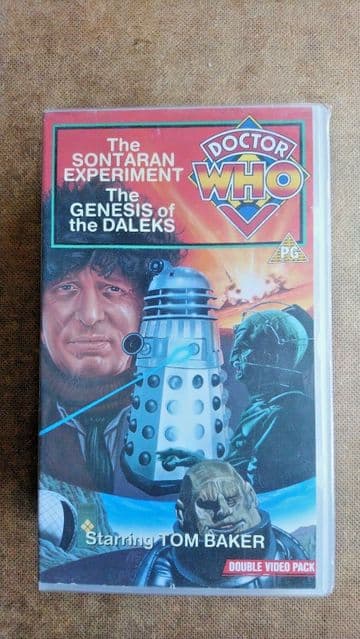 The
SONTARAN
EXPERIMENT
The
GENESIS of
the DALEKS
DOCTOR
WHO
PG
Starring TOM BAKER
DOUBLE VIDEO PACK